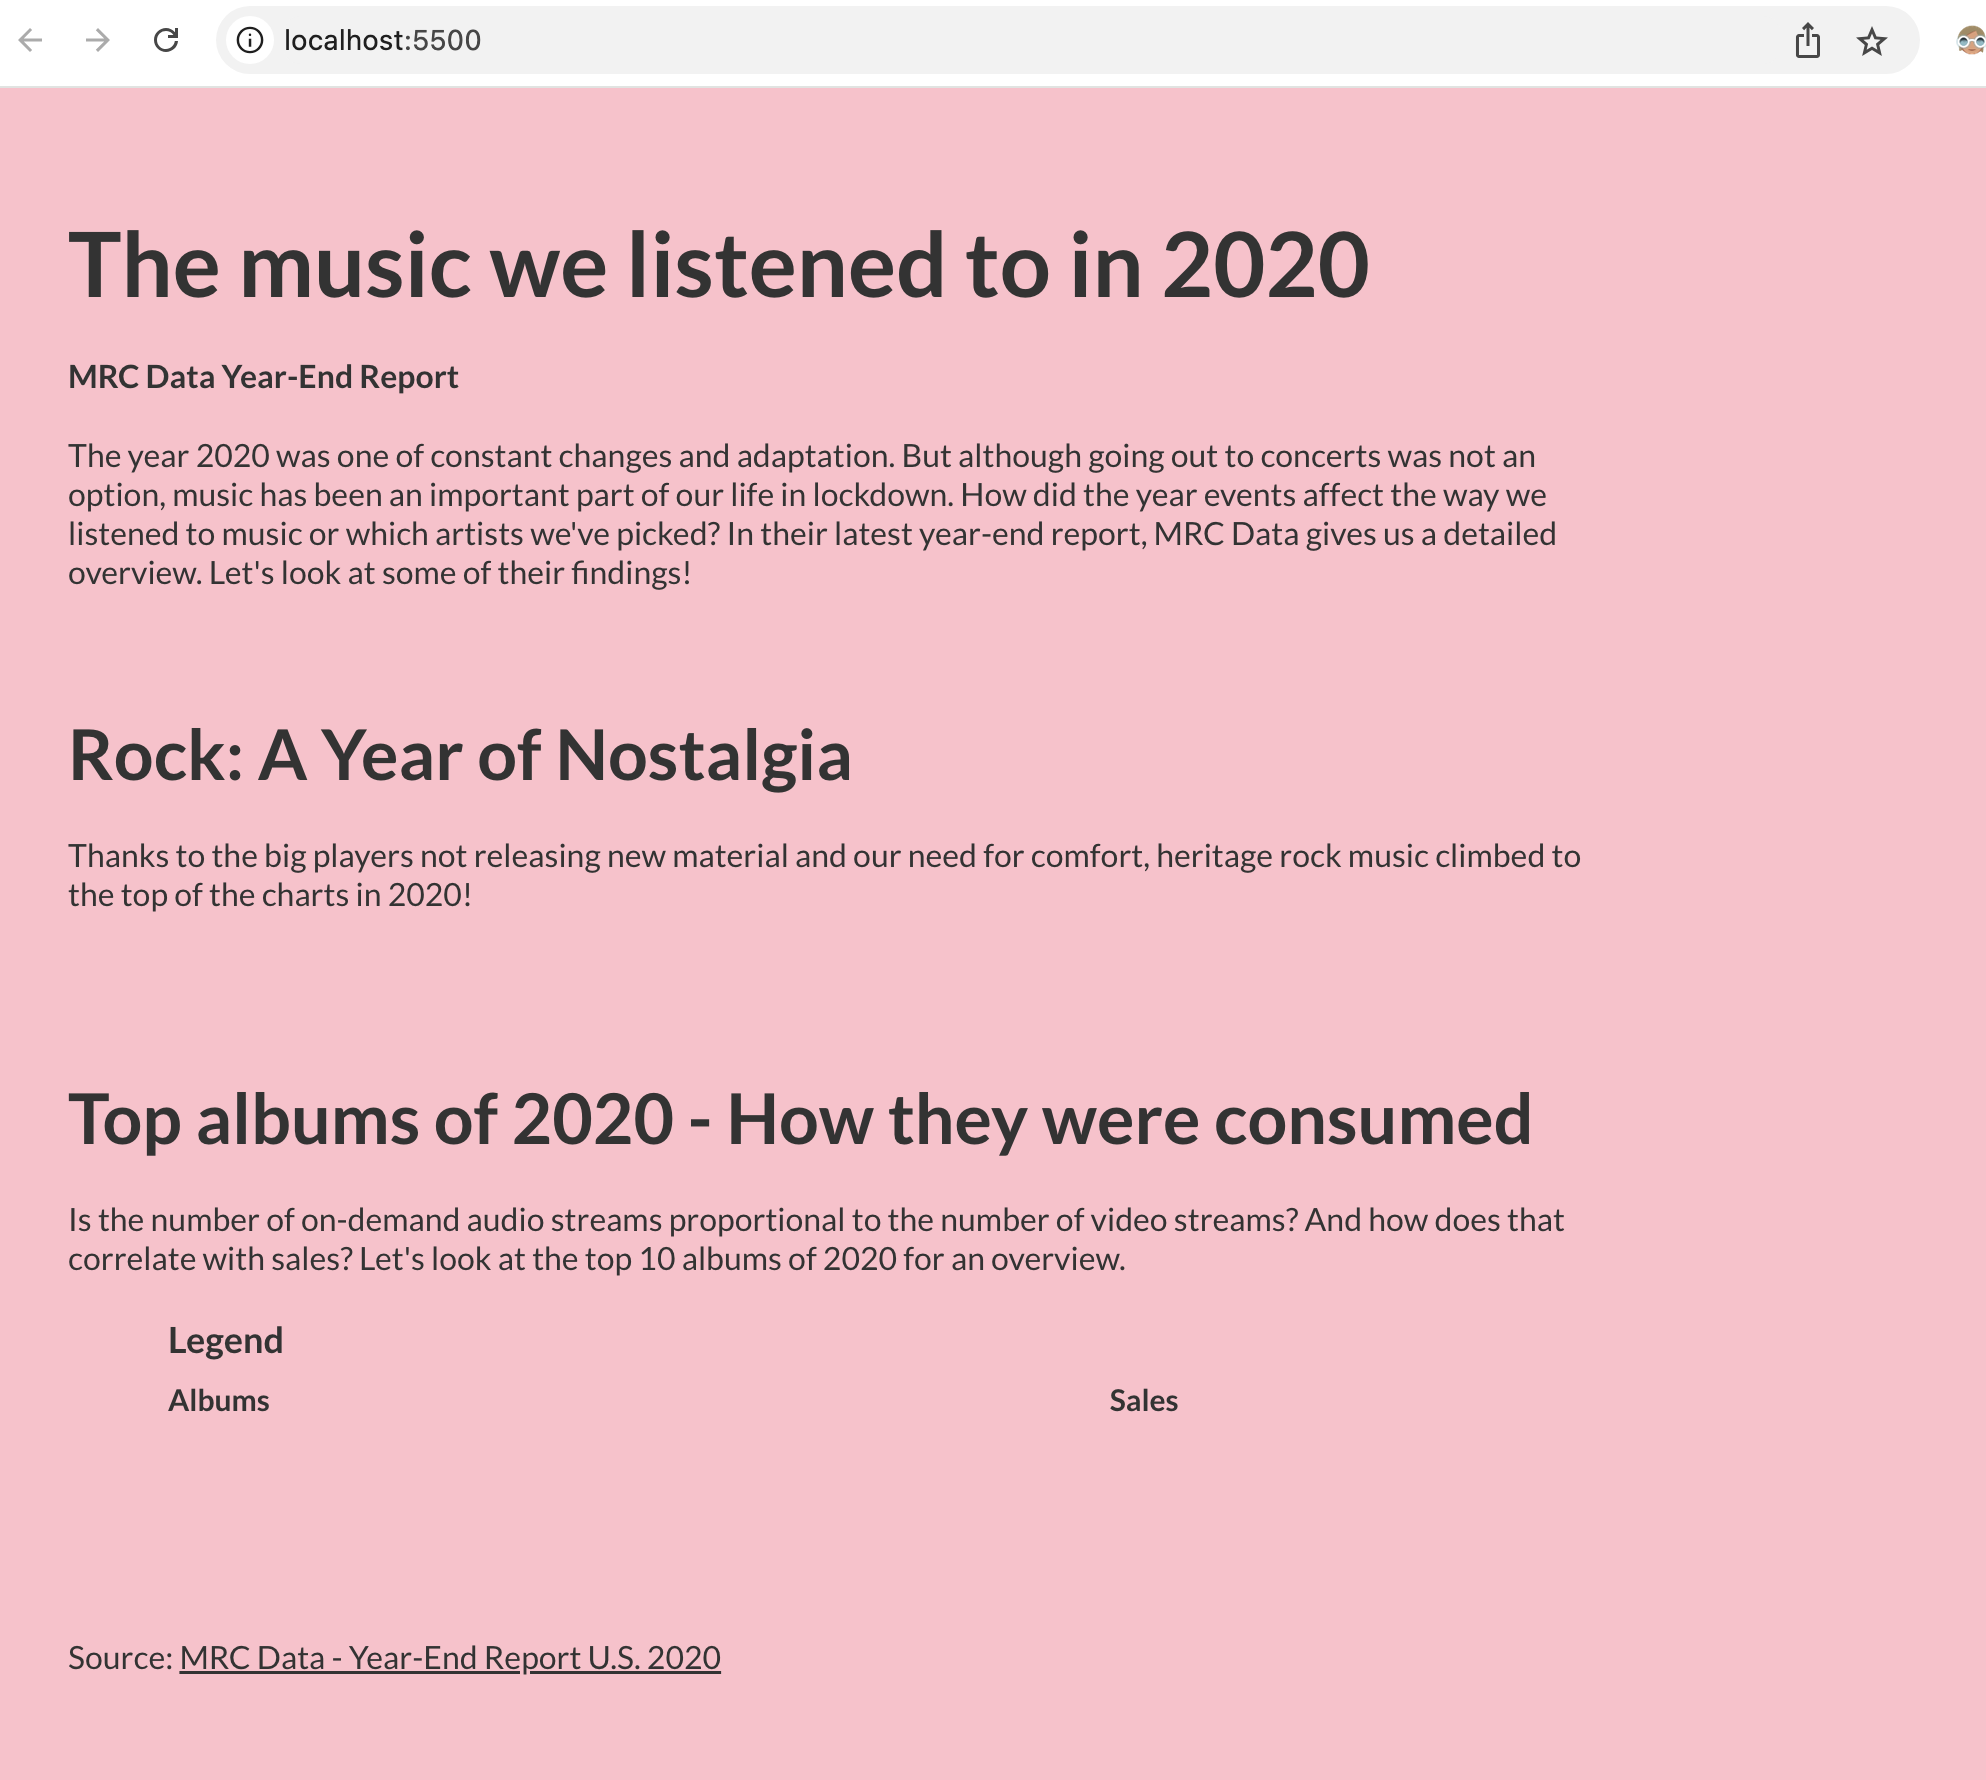 localhost:5500
The music we listened to in 2020
MRC Data Year-End Report
The year 2020 was one of constant changes and adaptation. But although going out to concerts was not an
option, music has been an important part of our life in lockdown. How did the year events affect the way we
listened to music or which artists we've picked? In their latest year-end report, MRC Data gives us a detailed
overview. Let's look at some of their findings!
Rock: A Year of Nostalgia
Thanks to the big players not releasing new material and our need for comfort, heritage rock music climbed to
the top of the charts in 2020!
Top albums of 2020 - How they were consumed
Is the number of on-demand audio streams proportional to the number of video streams? And how does that
correlate with sales? Let's look at the top 10 albums of 2020 for an overview.
Legend
Albums Sales
Source: MRC Data - Year-End Report U.S. 2020